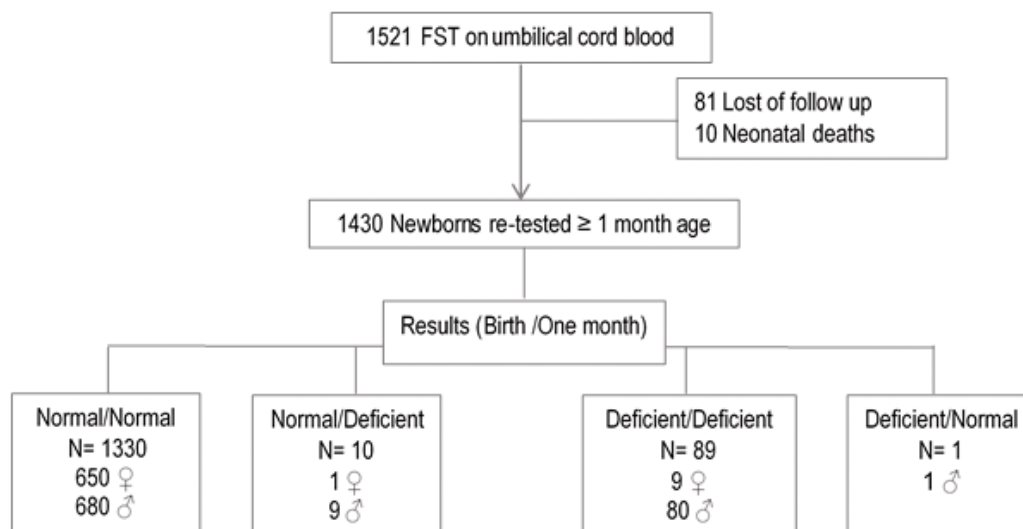 1521 FST on umbilical cord blood
81 Lost of follow up
10 Neonatal deaths
1430 Newborns re-tested ≥ 1 month age
Results (Birth /One month)
Normal/Normal
N= 1330
650 ♀
680 ♂
Normal/Deficient
N= 10
1 ♀
9 ♂
Deficient/Deficient
N= 89
9 ♀
80 ♂
Deficient/Normal
N= 1
1 ♂